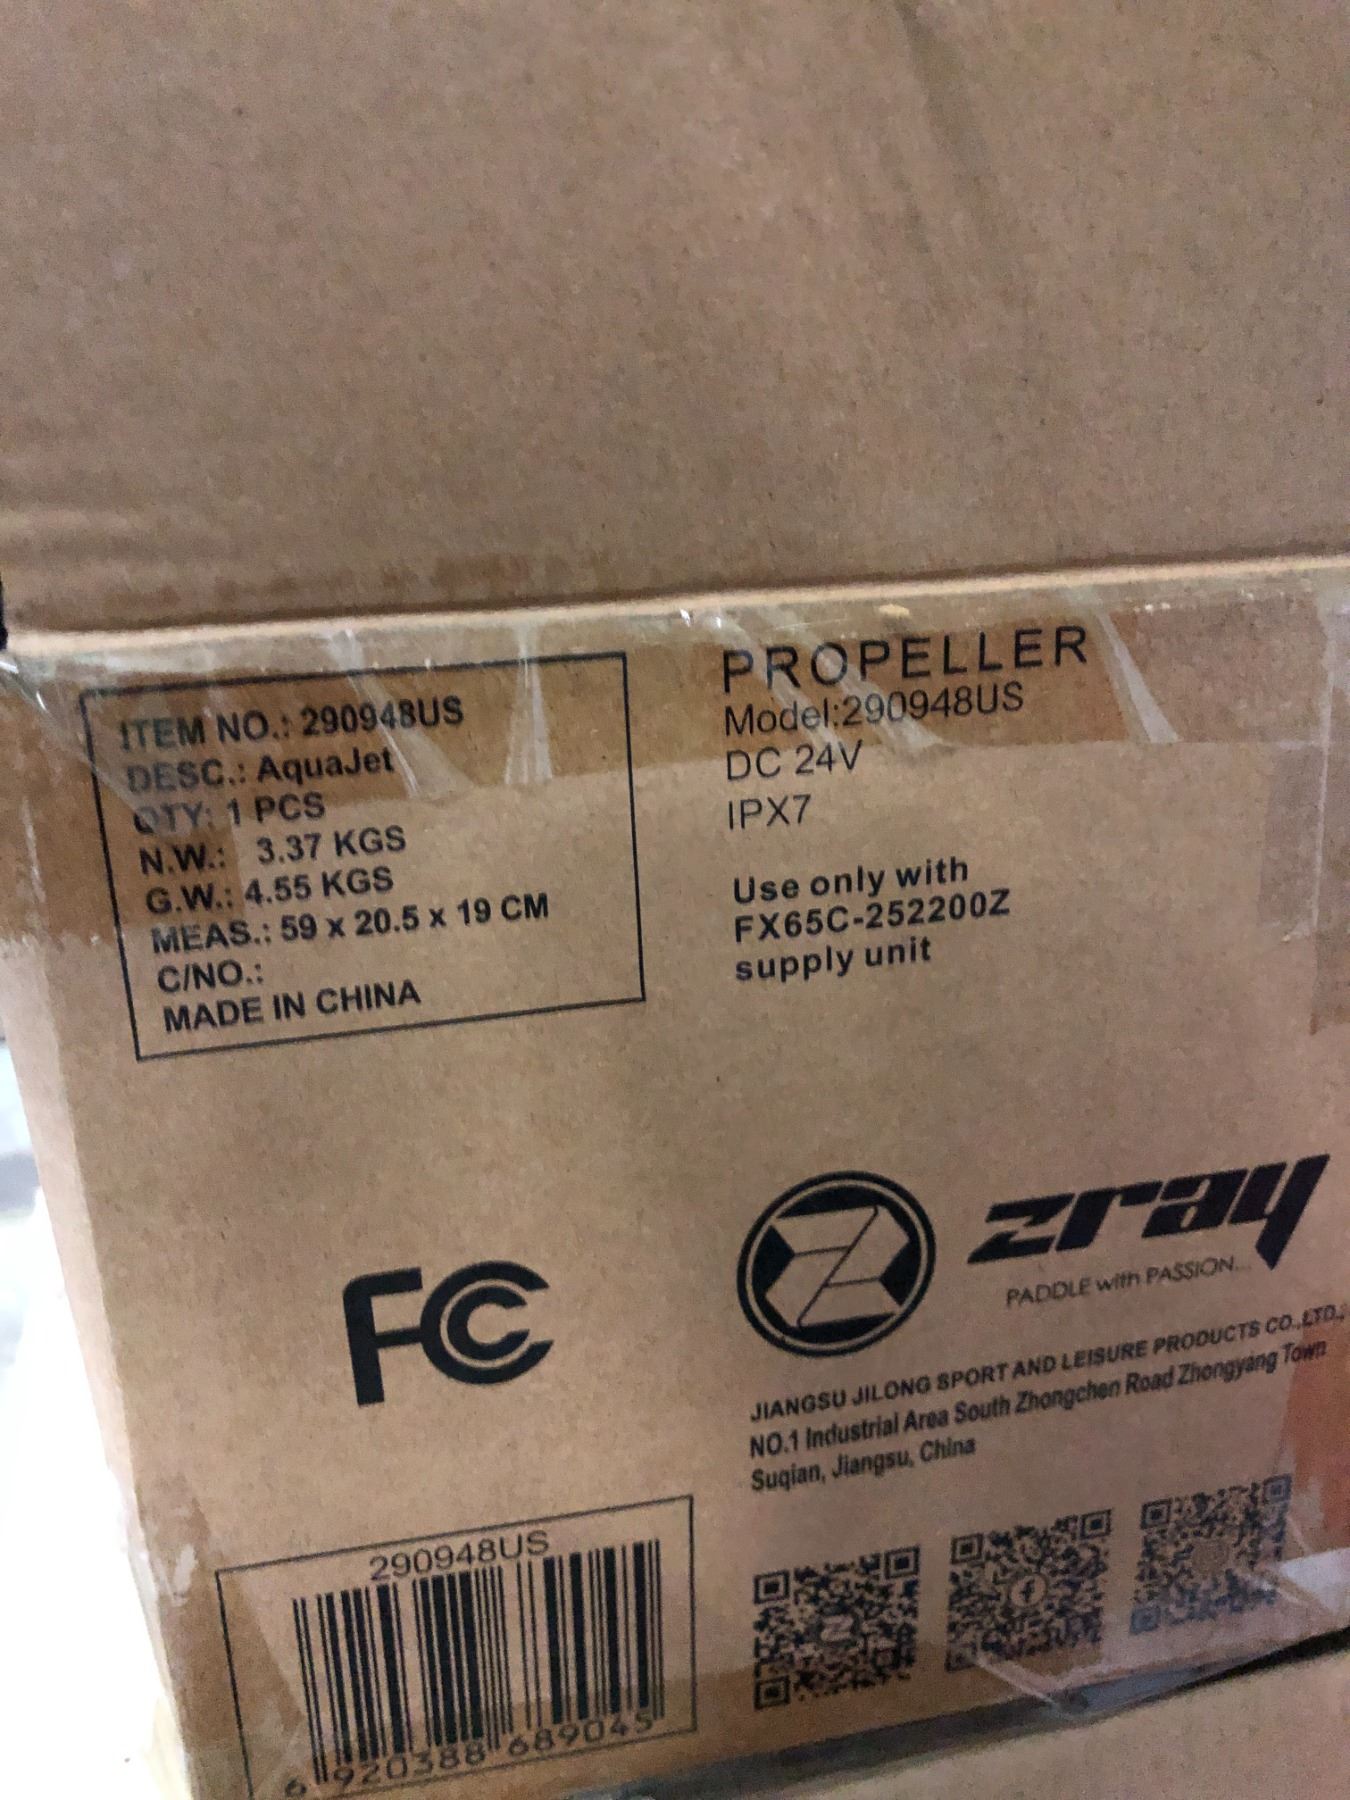 ITEM NO.: 290948US
DESC.: AquaJet
QTY: 1 PCS
N.W.: 3.37 KGS
G.W.: 4.55 KGS
MEAS.: 59 x 20.5 x 19 CM
C/NO.:
MADE IN CHINA
PROPELLER
Model:290948US
DC 24V
IPX7
Use only with
FX65C-252200Z
supply unit
FC
zray
PADDLE with PASSION...
JIANGSU JILONG SPORT AND LEISURE PRODUCTS CO.,LTD.,
NO.1 Industrial Area South Zhongchen Road Zhongyang Town
Suqian, Jiangsu, China
290948US
6 920388 689045